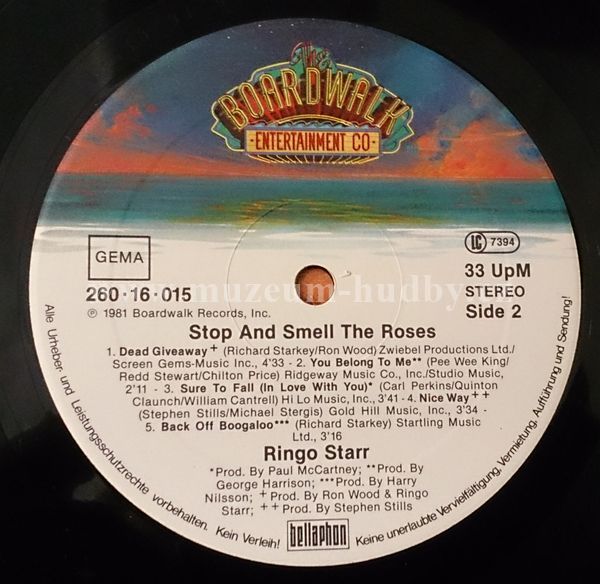 The
BOARDWALK
·ENTERTAINMENT CO·
GEMA
LC 7394
260·16·015
33 UpM
STEREO
℗ 1981 Boardwalk Records, Inc.
Side 2
www.muzeum-hudby.cz
Stop And Smell The Roses
1. Dead Giveaway + (Richard Starkey/Ron Wood) Zwiebel Productions Ltd./
Screen Gems-Music Inc., 4'33 - 2. You Belong To Me** (Pee Wee King/
Redd Stewart/Chilton Price) Ridgeway Music Co., Inc./Studio Music,
2'11 - 3. Sure To Fall (In Love With You)* (Carl Perkins/Quinton
Claunch/William Cantrell) Hi Lo Music, Inc., 3'41 - 4. Nice Way ++
(Stephen Stills/Michael Stergis) Gold Hill Music, Inc., 3'34 -
5. Back Off Boogaloo*** (Richard Starkey) Startling Music
Ltd., 3'16
Ringo Starr
*Prod. By Paul McCartney; **Prod. By
George Harrison; ***Prod. By Harry
Nilsson; +Prod. By Ron Wood & Ringo
Starr; ++Prod. By Stephen Stills
bellaphon
Alle Urheber- und Leistungsschutzrechte vorbehalten. Kein Verleih! Keine unerlaubte Vervielfältigung, Vermietung, Aufführung und Sendung!